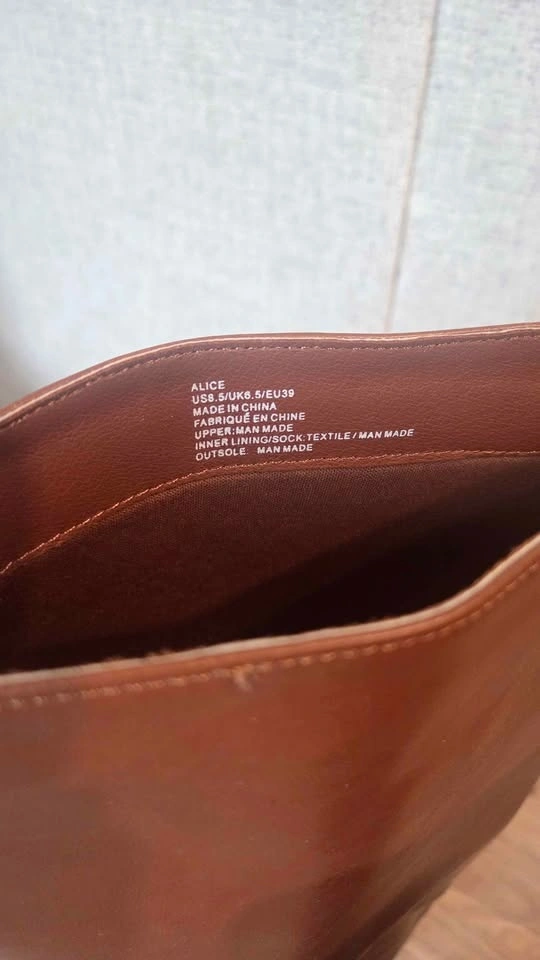 ALICE
US8.5/UK6.5/EU39
MADE IN CHINA
FABRIQUÉ EN CHINE
UPPER:MAN MADE
INNER LINING/SOCK:TEXTILE/MAN MADE
OUTSOLE: MAN MADE